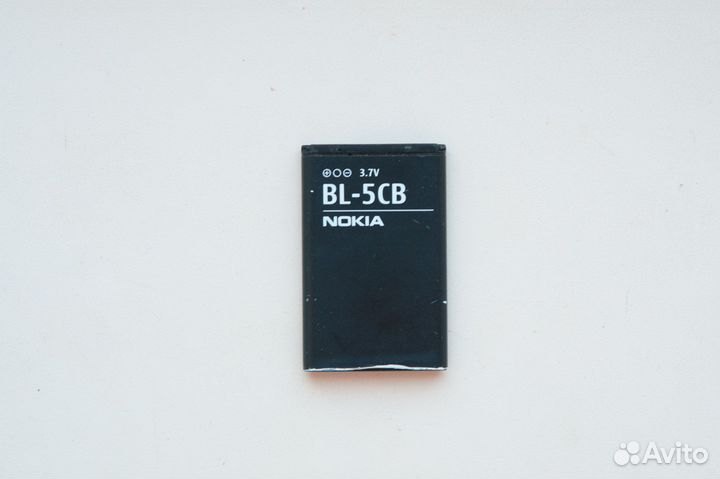 ⊕○⊖ 3.7V
BL-5CB
NOKIA
Avito